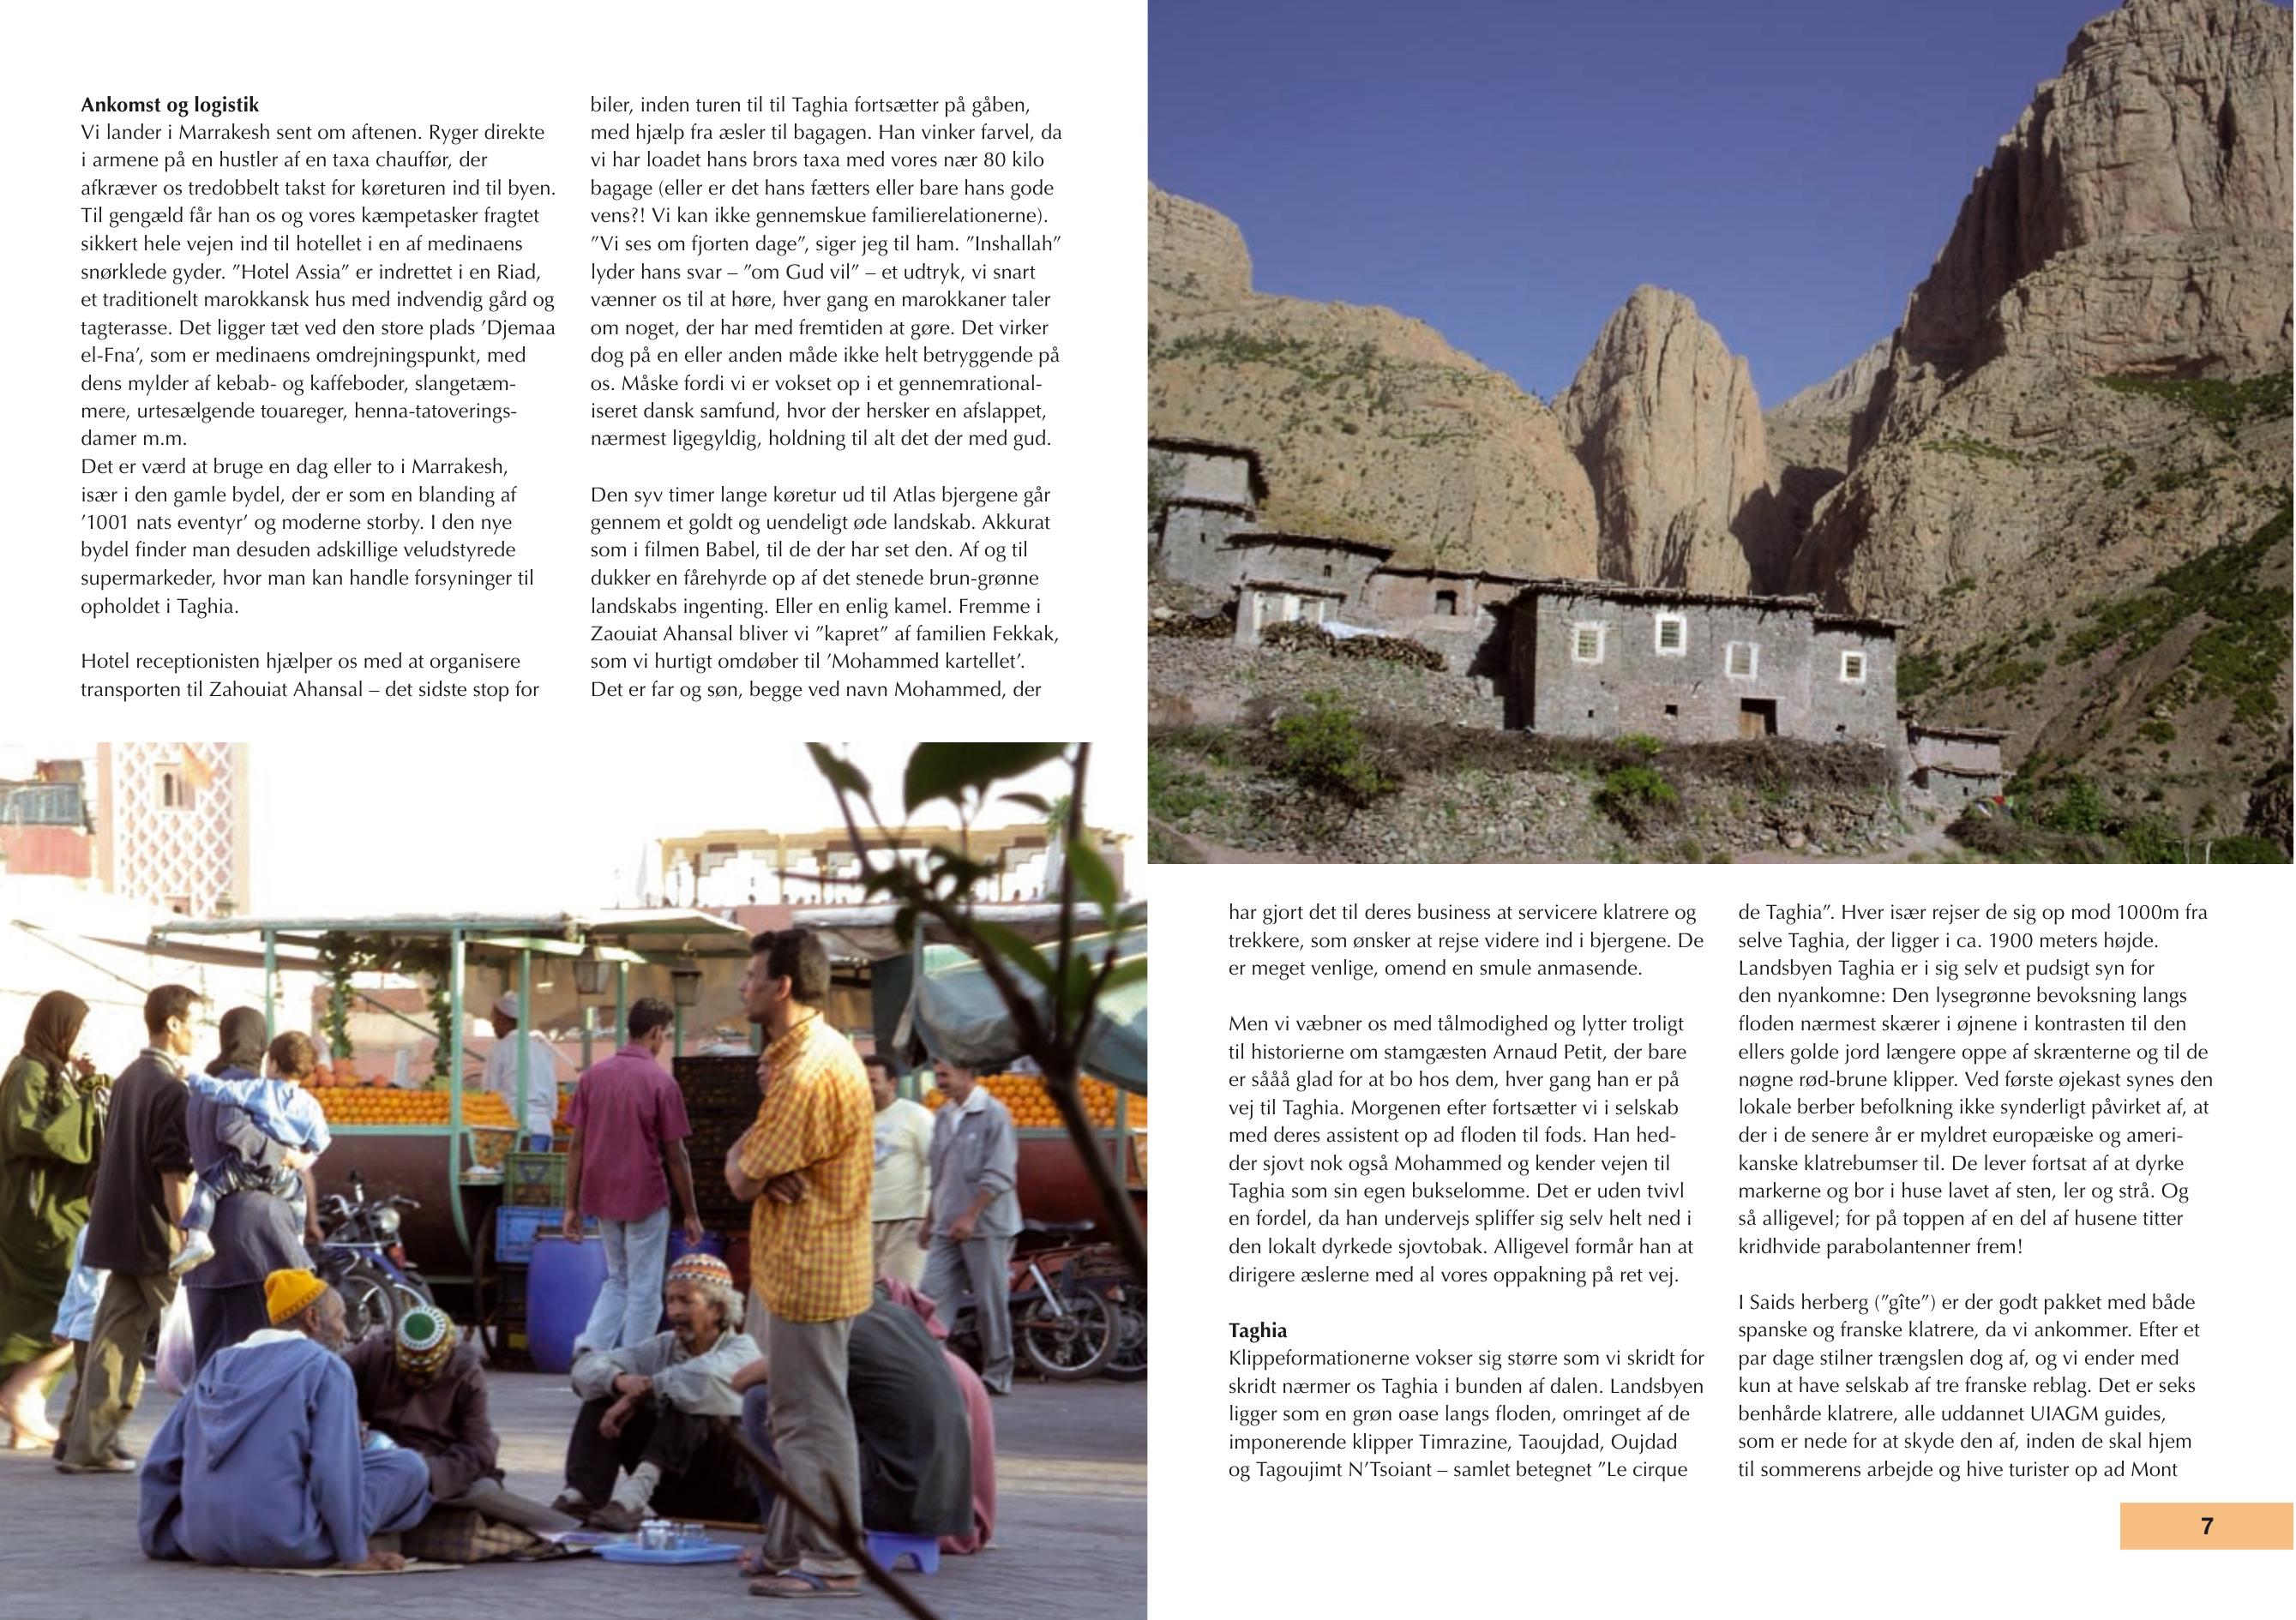 Ankomst og logistik
Vi lander i Marrakesh sent om aftenen. Ryger direkte
i armene på en hustler af en taxa chauffør, der
afkræver os tredobbelt takst for køreturen ind til byen.
Til gengæld får han os og vores kæmpetasker fragtet
sikkert hele vejen ind til hotellet i en af medinaens
snørklede gyder. ”Hotel Assia” er indrettet i en Riad,
et traditionelt marokkansk hus med indvendig gård og
tagterasse. Det ligger tæt ved den store plads ’Djemaa
el-Fna’, som er medinaens omdrejningspunkt, med
dens mylder af kebab- og kaffeboder, slangetæm-
mere, urtesælgende touareger, henna-tatoverings-
damer m.m.
Det er værd at bruge en dag eller to i Marrakesh,
især i den gamle bydel, der er som en blanding af
’1001 nats eventyr’ og moderne storby. I den nye
bydel finder man desuden adskillige veludstyrede
supermarkeder, hvor man kan handle forsyninger til
opholdet i Taghia.
Hotel receptionisten hjælper os med at organisere
transporten til Zahouiat Ahansal – det sidste stop for
biler, inden turen til til Taghia fortsætter på gåben,
med hjælp fra æsler til bagagen. Han vinker farvel, da
vi har loadet hans brors taxa med vores nær 80 kilo
bagage (eller er det hans fætters eller bare hans gode
vens?! Vi kan ikke gennemskue familierelationerne).
”Vi ses om fjorten dage”, siger jeg til ham. ”Inshallah”
lyder hans svar – ”om Gud vil” – et udtryk, vi snart
vænner os til at høre, hver gang en marokkaner taler
om noget, der har med fremtiden at gøre. Det virker
dog på en eller anden måde ikke helt betryggende på
os. Måske fordi vi er vokset op i et gennemrational-
iseret dansk samfund, hvor der hersker en afslappet,
nærmest ligegyldig, holdning til alt det der med gud.
Den syv timer lange køretur ud til Atlas bjergene går
gennem et goldt og uendeligt øde landskab. Akkurat
som i filmen Babel, til de der har set den. Af og til
dukker en fårehyrde op af det stenede brun-grønne
landskabs ingenting. Eller en enlig kamel. Fremme i
Zaouiat Ahansal bliver vi ”kapret” af familien Fekkak,
som vi hurtigt omdøber til ’Mohammed kartellet’.
Det er far og søn, begge ved navn Mohammed, der
har gjort det til deres business at servicere klatrere og
trekkere, som ønsker at rejse videre ind i bjergene. De
er meget venlige, omend en smule anmasende.
Men vi væbner os med tålmodighed og lytter troligt
til historierne om stamgæsten Arnaud Petit, der bare
er sååå glad for at bo hos dem, hver gang han er på
vej til Taghia. Morgenen efter fortsætter vi i selskab
med deres assistent op ad floden til fods. Han hed-
der sjovt nok også Mohammed og kender vejen til
Taghia som sin egen bukselomme. Det er uden tvivl
en fordel, da han undervejs spliffer sig selv helt ned i
den lokalt dyrkede sjovtobak. Alligevel formår han at
dirigere æslerne med al vores oppakning på ret vej.
Taghia
Klippeformationerne vokser sig større som vi skridt for
skridt nærmer os Taghia i bunden af dalen. Landsbyen
ligger som en grøn oase langs floden, omringet af de
imponerende klipper Timrazine, Taoujdad, Oujdad
og Tagoujimt N’Tsoiant – samlet betegnet ”Le cirque
de Taghia”. Hver især rejser de sig op mod 1000m fra
selve Taghia, der ligger i ca. 1900 meters højde.
Landsbyen Taghia er i sig selv et pudsigt syn for
den nyankomne: Den lysegrønne bevoksning langs
floden nærmest skærer i øjnene i kontrasten til den
ellers golde jord længere oppe af skrænterne og til de
nøgne rød-brune klipper. Ved første øjekast synes den
lokale berber befolkning ikke synderligt påvirket af, at
der i de senere år er myldret europæiske og ameri-
kanske klatrebumser til. De lever fortsat af at dyrke
markerne og bor i huse lavet af sten, ler og strå. Og
så alligevel; for på toppen af en del af husene titter
kridhvide parabolantenner frem!
I Saids herberg (”gîte”) er der godt pakket med både
spanske og franske klatrere, da vi ankommer. Efter et
par dage stilner trængslen dog af, og vi ender med
kun at have selskab af tre franske reblag. Det er seks
benhårde klatrere, alle uddannet UIAGM guides,
som er nede for at skyde den af, inden de skal hjem
til sommerens arbejde og hive turister op ad Mont
7